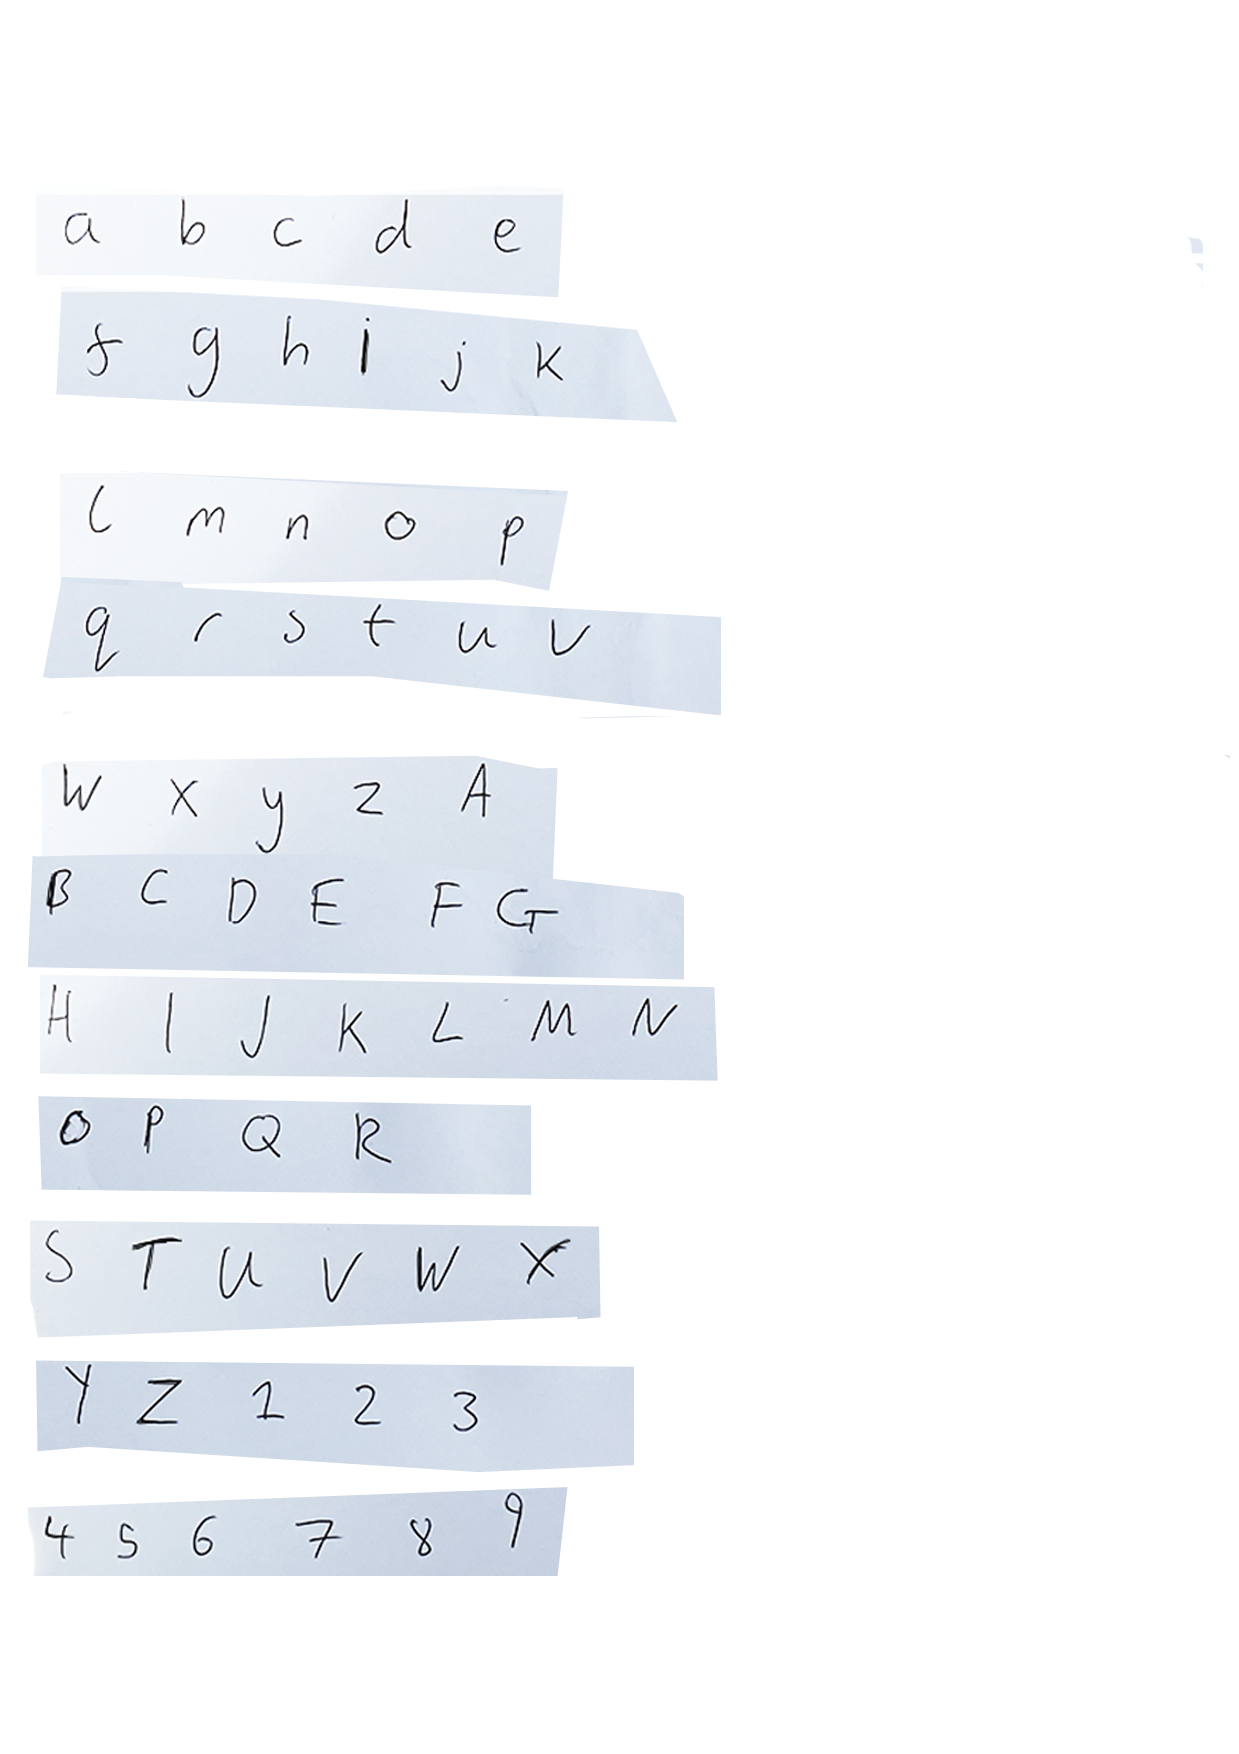 a b c d e
f g h i j k
l m n o p
q r s t u v
w x y z A
B C D E F G
H I J K L M N
O P Q R
S T U V W X
Y Z 1 2 3
4 5 6 7 8 9